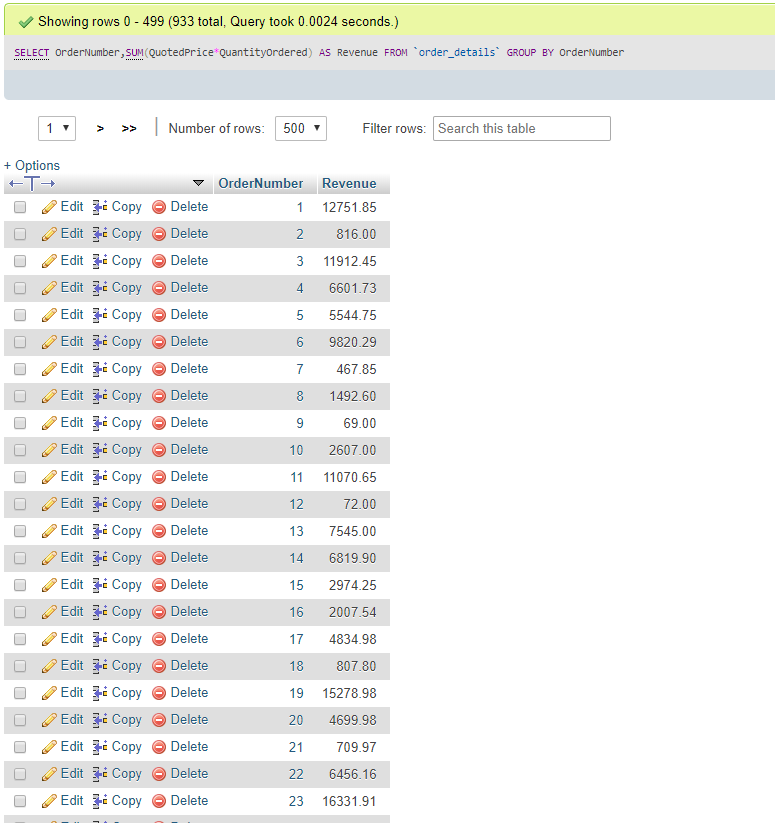 Showing rows 0 - 499 (933 total, Query took 0.0024 seconds.)
SELECT OrderNumber,SUM(QuotedPrice*QuantityOrdered) AS Revenue FROM `order_details` GROUP BY OrderNumber
1 > >> Number of rows: 500 Filter rows: Search this table
+ Options
OrderNumber Revenue
Edit Copy Delete 1 12751.85
Edit Copy Delete 2 816.00
Edit Copy Delete 3 11912.45
Edit Copy Delete 4 6601.73
Edit Copy Delete 5 5544.75
Edit Copy Delete 6 9820.29
Edit Copy Delete 7 467.85
Edit Copy Delete 8 1492.60
Edit Copy Delete 9 69.00
Edit Copy Delete 10 2607.00
Edit Copy Delete 11 11070.65
Edit Copy Delete 12 72.00
Edit Copy Delete 13 7545.00
Edit Copy Delete 14 6819.90
Edit Copy Delete 15 2974.25
Edit Copy Delete 16 2007.54
Edit Copy Delete 17 4834.98
Edit Copy Delete 18 807.80
Edit Copy Delete 19 15278.98
Edit Copy Delete 20 4699.98
Edit Copy Delete 21 709.97
Edit Copy Delete 22 6456.16
Edit Copy Delete 23 16331.91